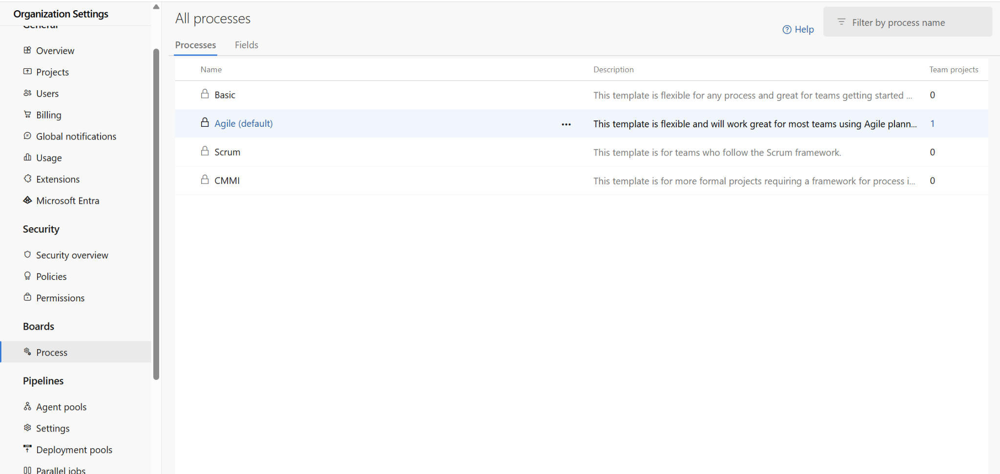 Organization Settings
General
Overview
Projects
Users
Billing
Global notifications
Usage
Extensions
Microsoft Entra
Security
Security overview
Policies
Permissions
Boards
Process
Pipelines
Agent pools
Settings
Deployment pools
Parallel jobs
All processes
Help
Filter by process name
Processes Fields
Name Description Team projects
Basic This template is flexible for any process and great for teams getting started ... 0
Agile (default) ... This template is flexible and will work great for most teams using Agile plann... 1
Scrum This template is for teams who follow the Scrum framework. 0
CMMI This template is for more formal projects requiring a framework for process i... 0